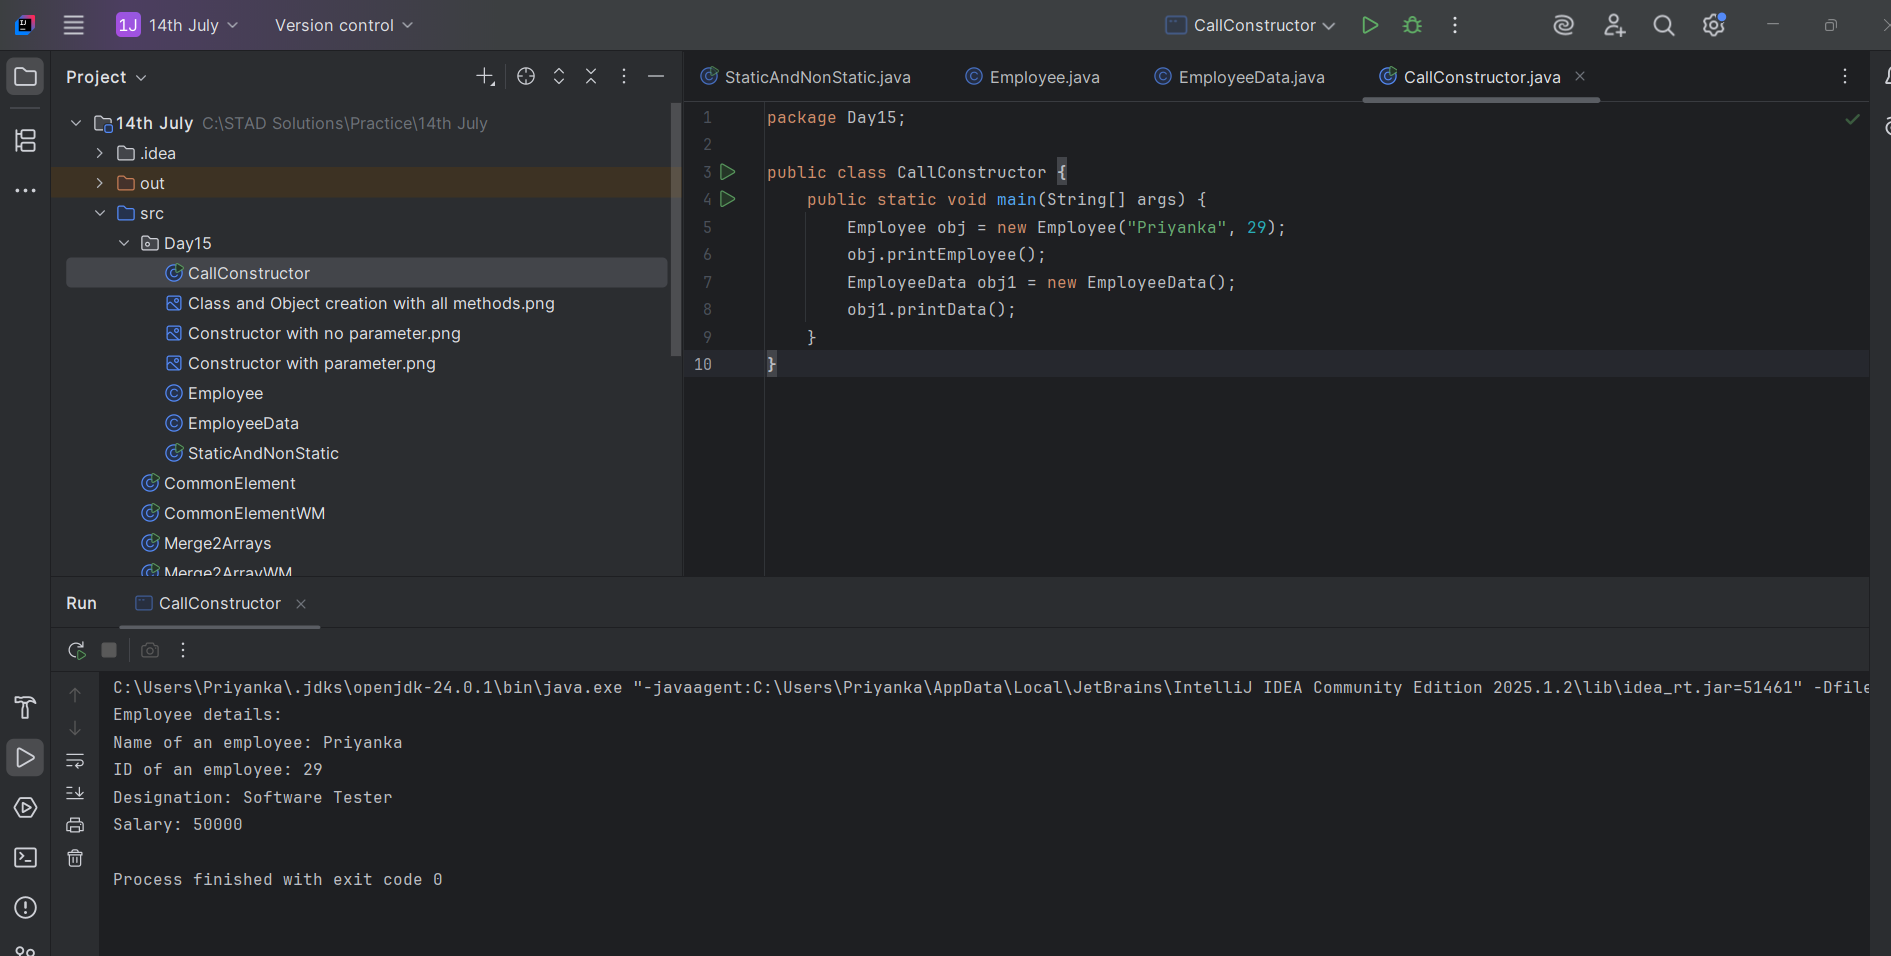 1J 14th July Version control CallConstructor
Project
14th July C:\STAD Solutions\Practice\14th July
.idea
out
src
Day15
CallConstructor
Class and Object creation with all methods.png
Constructor with no parameter.png
Constructor with parameter.png
Employee
EmployeeData
StaticAndNonStatic
CommonElement
CommonElementWM
Merge2Arrays
Merge2ArrayWM
StaticAndNonStatic.java Employee.java EmployeeData.java CallConstructor.java
1 package Day15;
2
3 public class CallConstructor {
4 public static void main(String[] args) {
5 Employee obj = new Employee("Priyanka", 29);
6 obj.printEmployee();
7 EmployeeData obj1 = new EmployeeData();
8 obj1.printData();
9 }
10 }
Run CallConstructor
C:\Users\Priyanka\.jdks\openjdk-24.0.1\bin\java.exe "-javaagent:C:\Users\Priyanka\AppData\Local\JetBrains\IntelliJ IDEA Community Edition 2025.1.2\lib\idea_rt.jar=51461" -Dfile
Employee details:
Name of an employee: Priyanka
ID of an employee: 29
Designation: Software Tester
Salary: 50000
Process finished with exit code 0